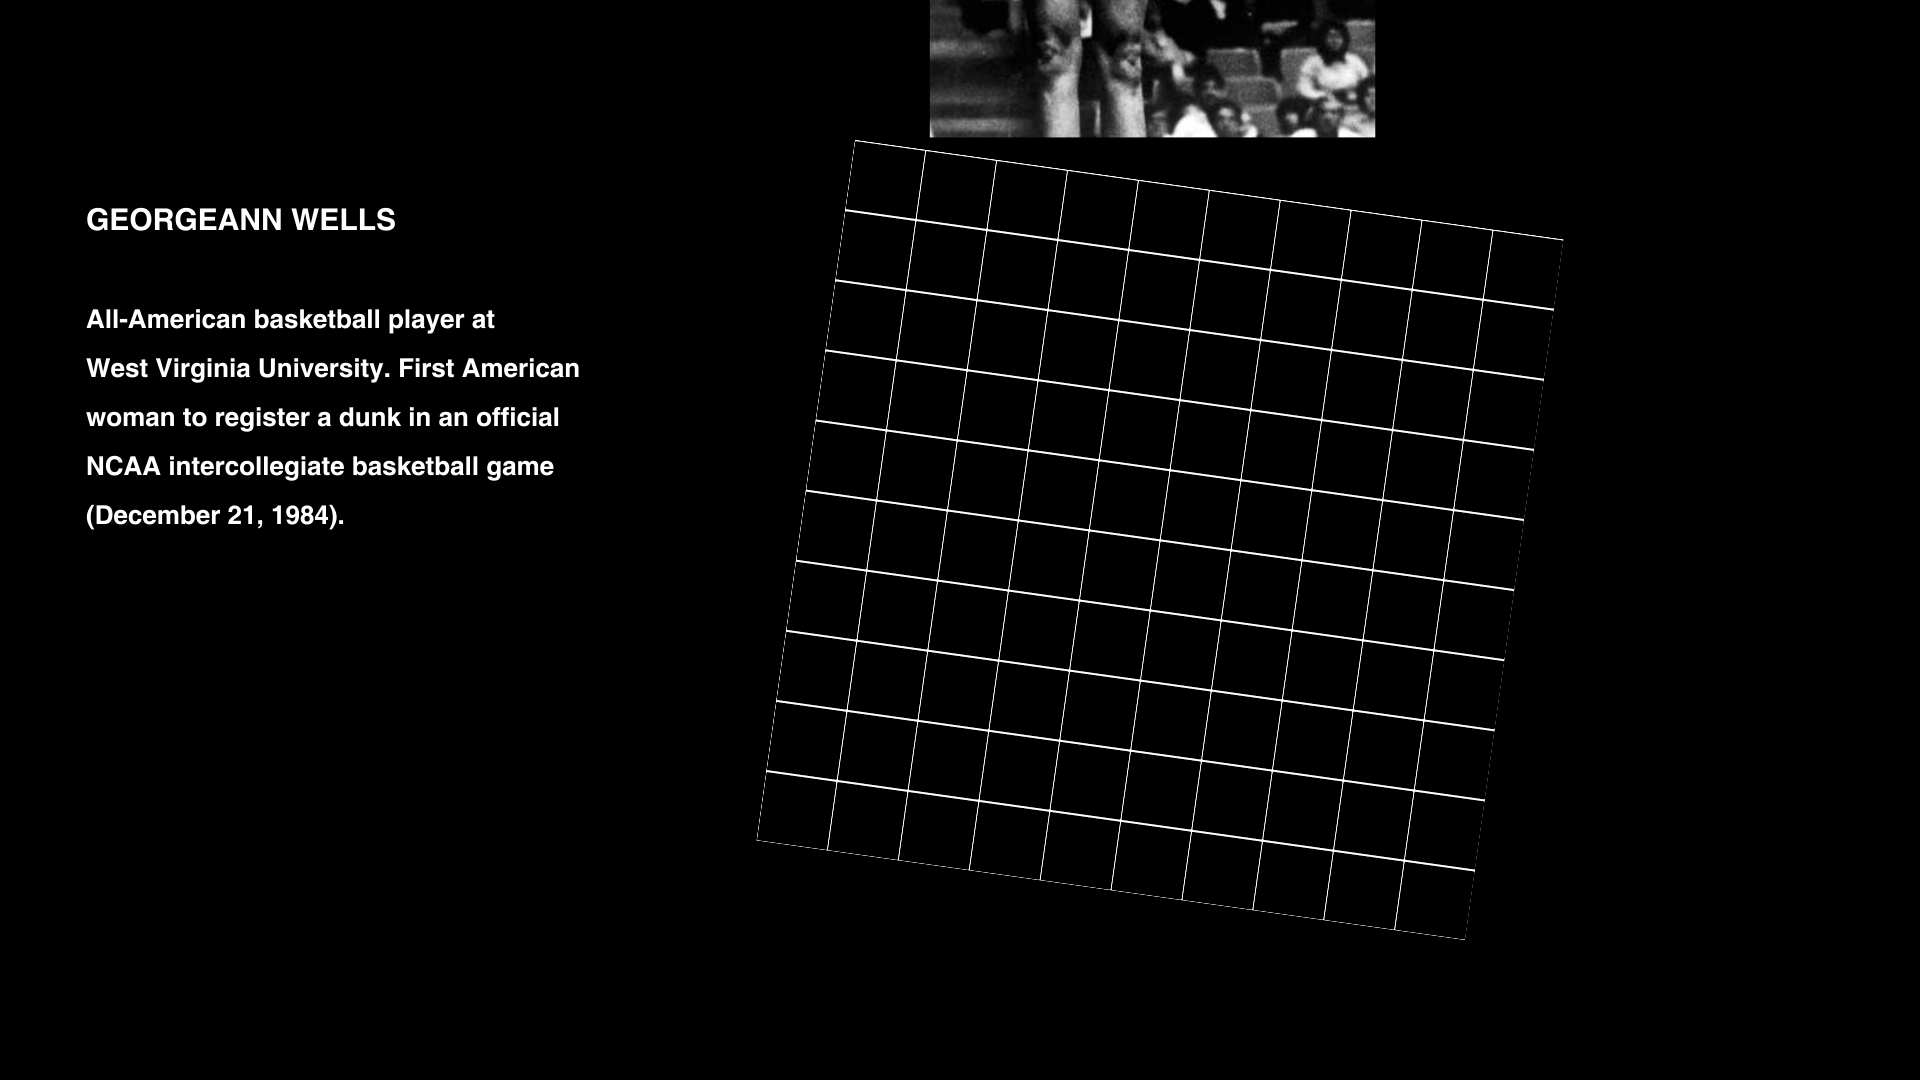 GEORGEANN WELLS
All-American basketball player at
West Virginia University. First American
woman to register a dunk in an official
NCAA intercollegiate basketball game
(December 21, 1984).